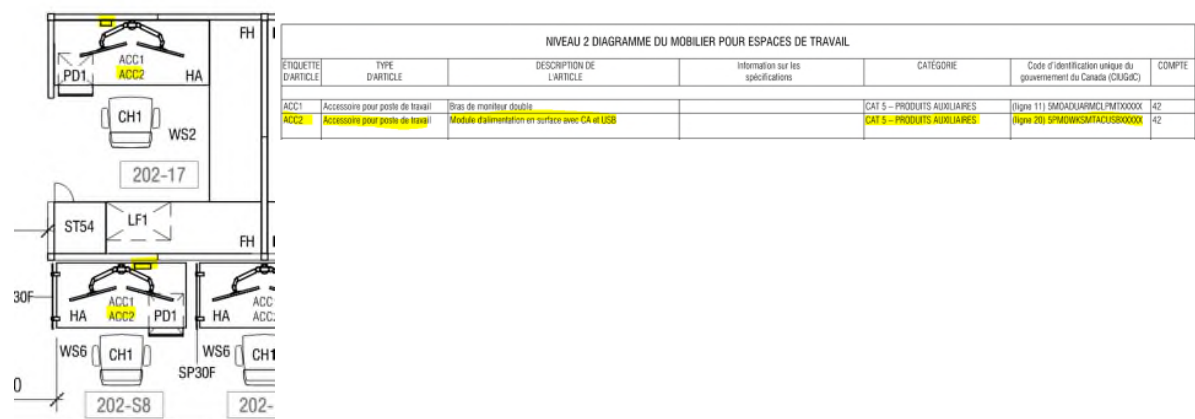 FH
ACC1
PD1 ACC2 HA
CH1
WS2
202-17
ST54 LF1
FH
30F
ACC1 ACC
HA ACC2 PD1 HA ACC
WS6 CH1 WS6 CH1
SP30F
0
202-S8 202-
NIVEAU 2 DIAGRAMME DU MOBILIER POUR ESPACES DE TRAVAIL
ÉTIQUETTE D'ARTICLE TYPE D'ARTICLE DESCRIPTION DE L'ARTICLE Information sur les spécifications CATÉGORIE Code d'identification unique du gouvernement du Canada (CIUGdC) COMPTE
ACC1 Accessoire pour poste de travail Bras de moniteur double CAT 5 – PRODUITS AUXILIAIRES (ligne 11) 5MOADUARMCLPMTXXXXX 42
ACC2 Accessoire pour poste de travail Module d'alimentation en surface avec CA et USB CAT 5 – PRODUITS AUXILIAIRES (ligne 20) 5PMOWKSMTACUSBXXXXX 42